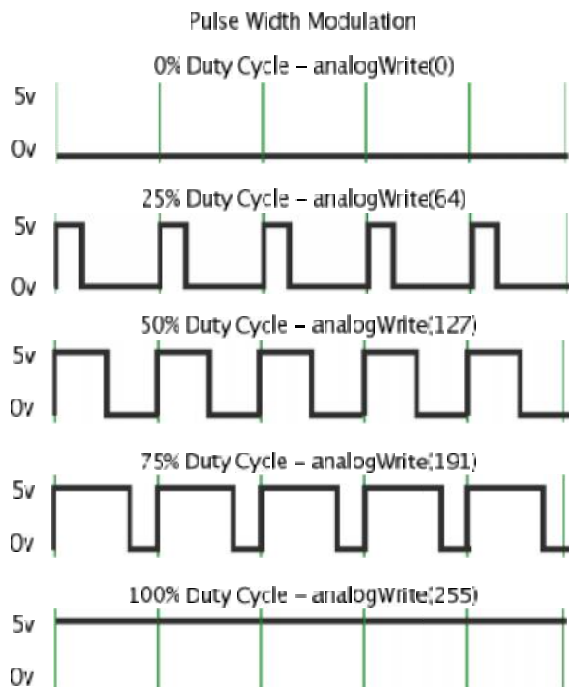 Pulse Width Modulation
0% Duty Cycle – analogWrite(0)
5v
0v
25% Duty Cycle – analogWrite(64)
5v
0v
50% Duty Cycle – analogWrite(127)
5v
0v
75% Duty Cycle – analogWrite(191)
5v
0v
100% Duty Cycle – analogWrite(255)
5v
0v